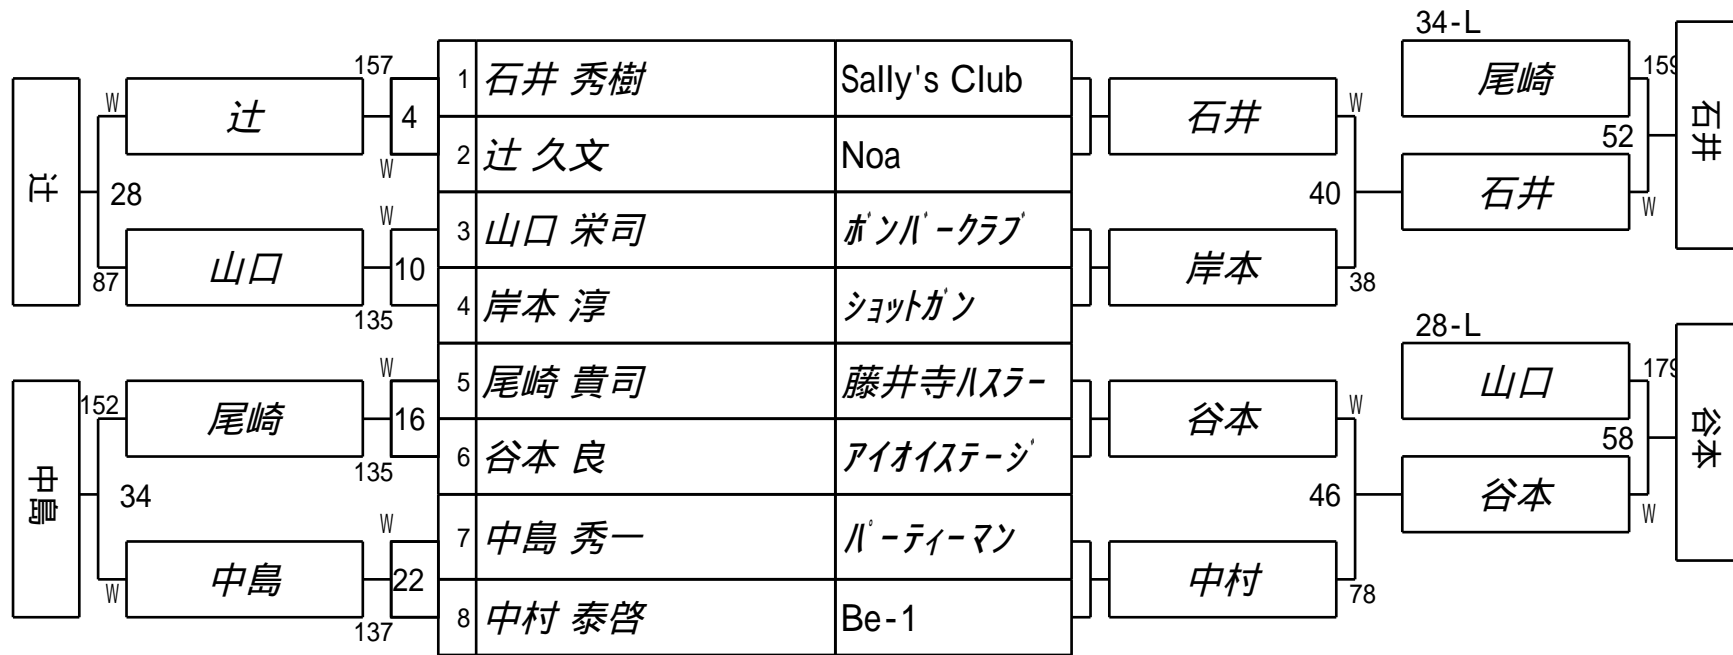 34-L
157 1 石井 秀樹 Sally's Club 尾崎 159
W 辻 4 石井 W 石井
2 辻 久文 Noa 52
W
辻 28 40 石井
W 3 山口 栄司 ボンバークラブ W
山口 10 岸本
87 38
135 4 岸本 淳 ショットガン
28-L
W 5 尾崎 貴司 藤井寺ハスラー 山口 179
152 尾崎 16 谷本 W 谷本
135 6 谷本 良 アイオイステージ 58
中島 34 46 谷本
W 7 中島 秀一 パーティーマン W
中島 22 中村
W 78
137 8 中村 泰啓 Be-1